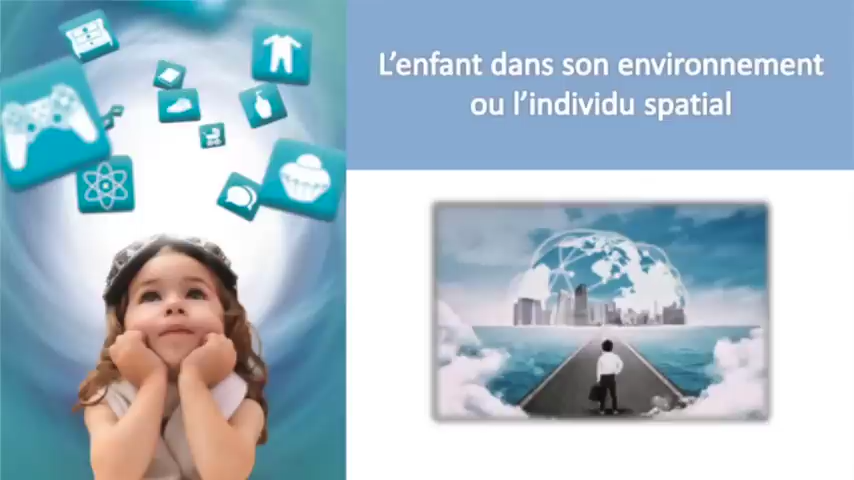 L’enfant dans son environnement
ou l’individu spatial